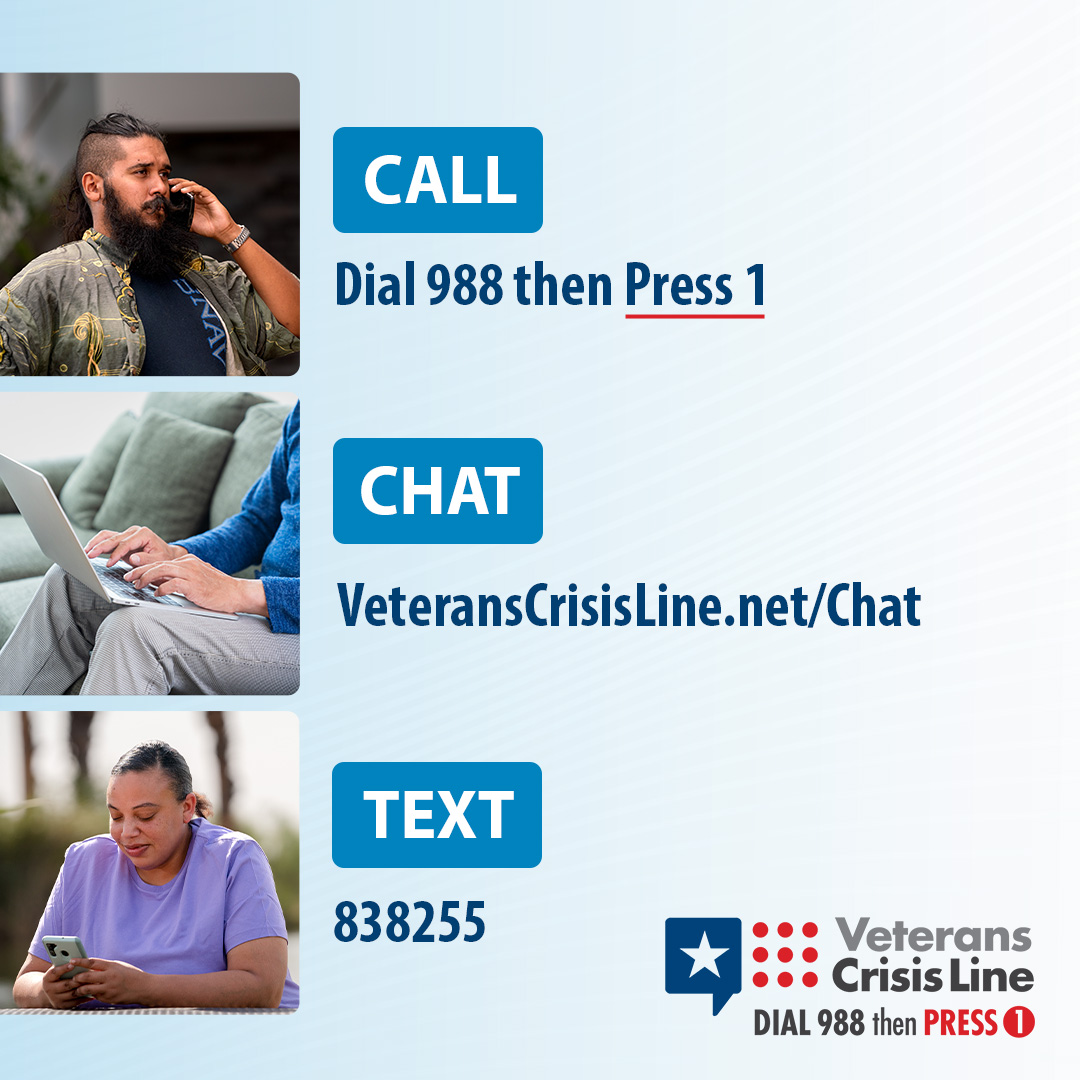 CALL
Dial 988 then Press 1
CHAT
VeteransCrisisLine.net/Chat
TEXT
838255
Veterans
Crisis Line
DIAL 988 then PRESS 1